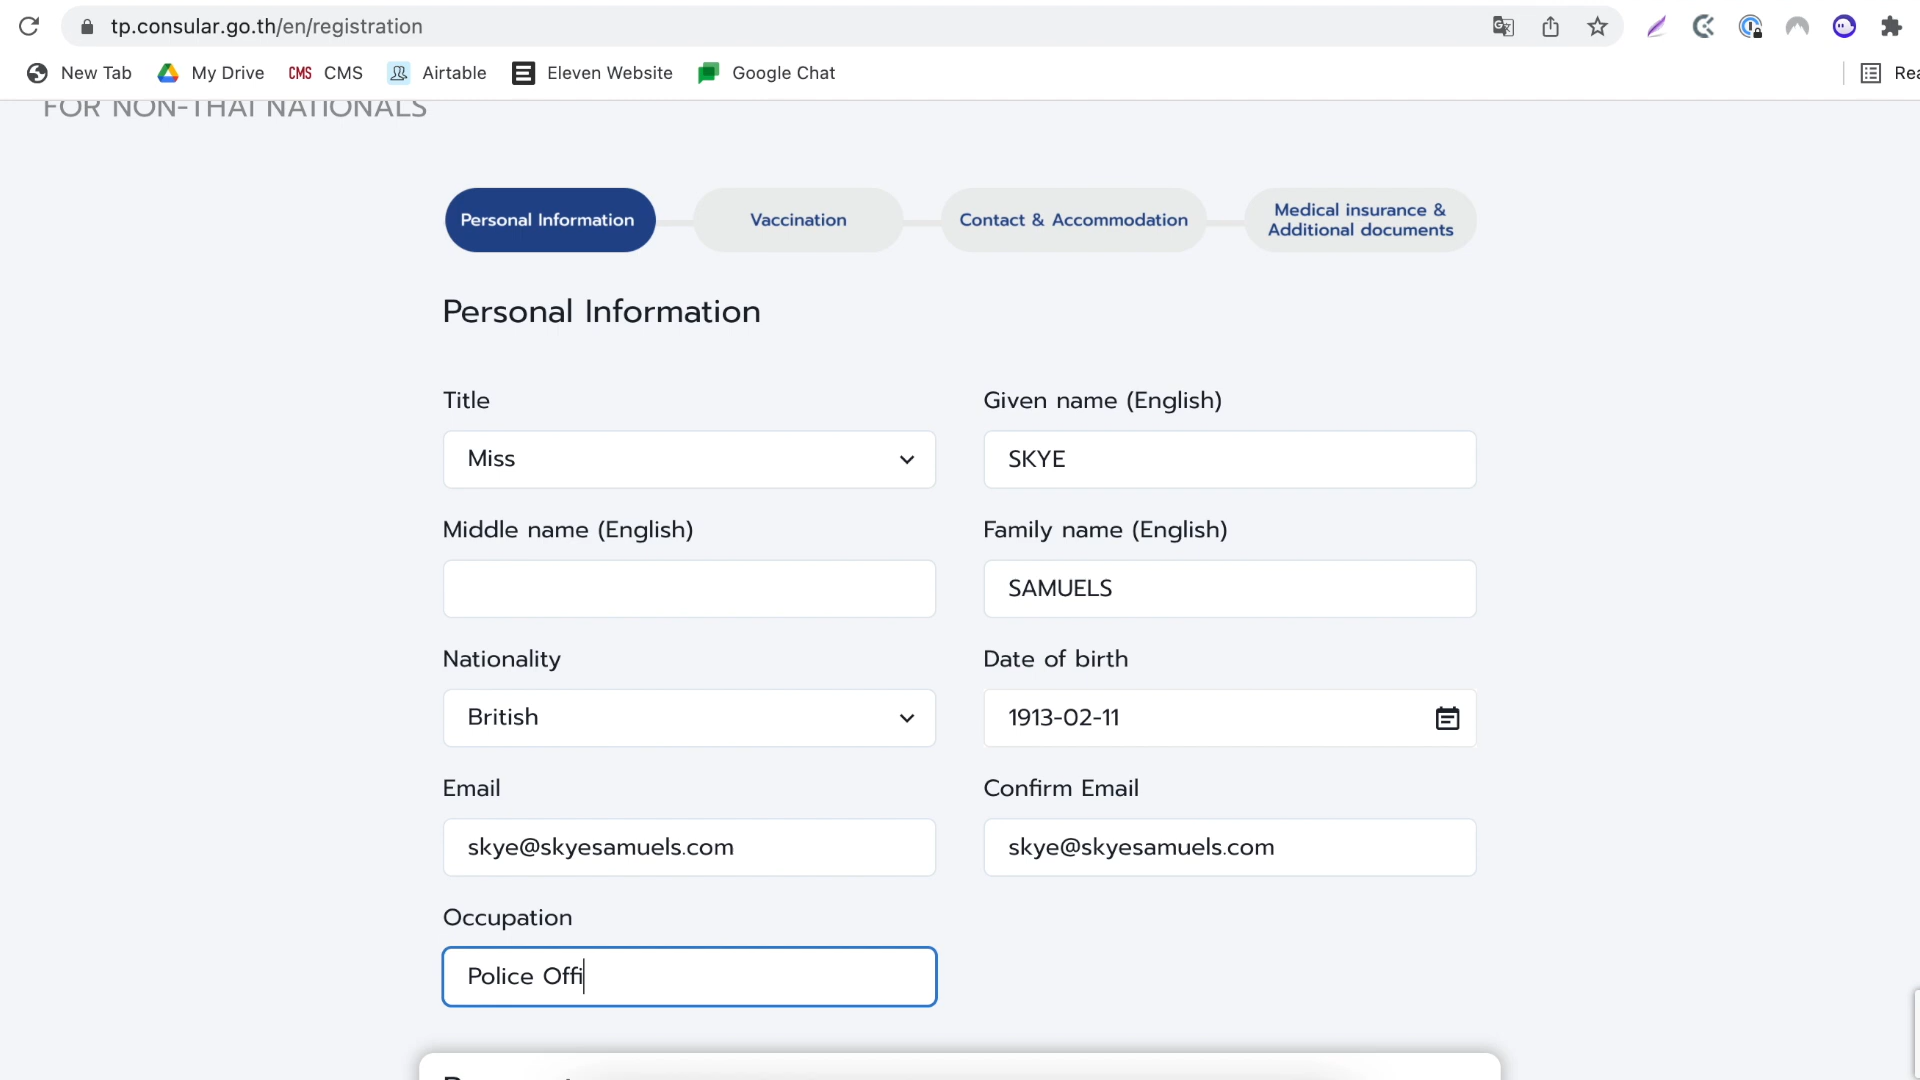 tp.consular.go.th/en/registration
New Tab My Drive CMS CMS Airtable Eleven Website Google Chat
FOR NON-THAI NATIONALS
Personal Information Vaccination Contact & Accommodation Medical insurance &
Additional documents
Personal Information
Title Given name (English)
Miss SKYE
Middle name (English) Family name (English)
SAMUELS
Nationality Date of birth
British 1913-02-11
Email Confirm Email
skye@skyesamuels.com skye@skyesamuels.com
Occupation
Police Offi